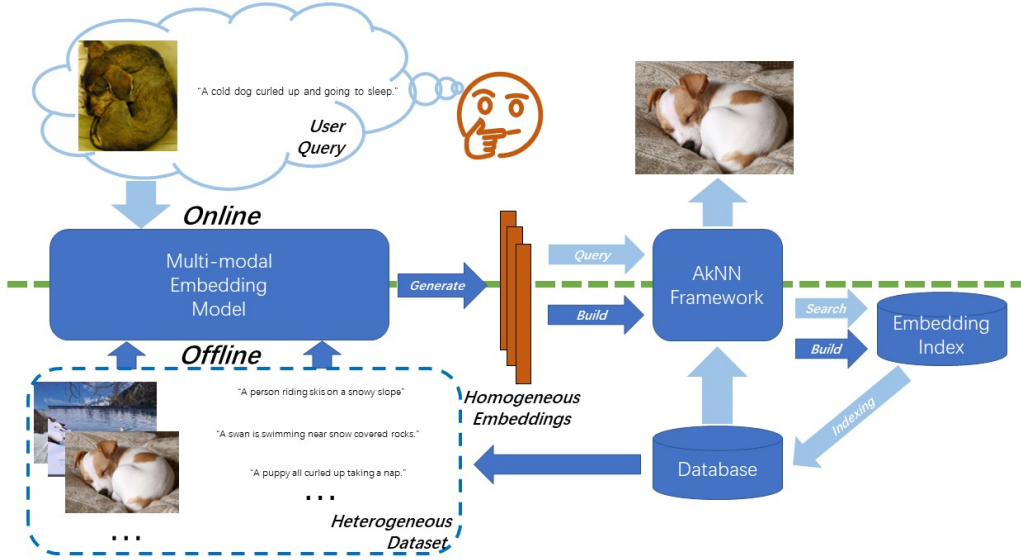 “A cold dog curled up and going to sleep.”
User
Query
Online
Multi-modal
Embedding
Model
Generate
Query
Build
AkNN
Framework
Search
Build
Embedding
Index
Offline
Homogeneous
Embeddings
Indexing
“A person riding skis on a snowy slope”
“A swan is swimming near snow covered rocks.”
“A puppy all curled up taking a nap.”
...
...
Heterogeneous
Dataset
Database